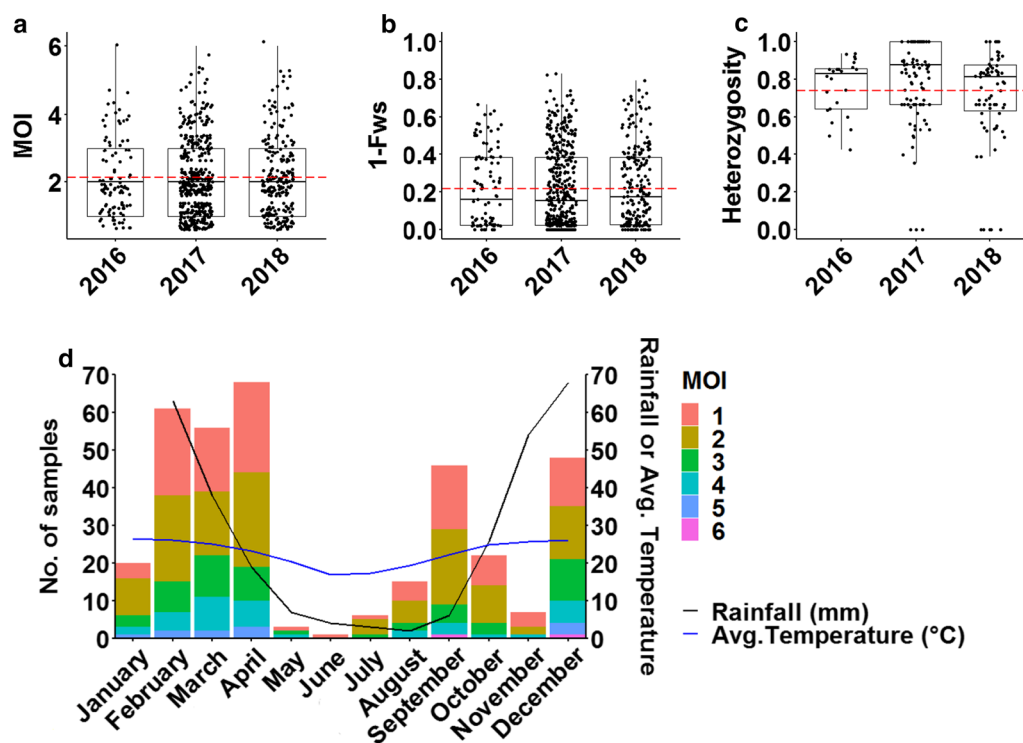 a
MOI
6
4
2
2016
2017
2018
b
1-Fws
1.0
0.8
0.6
0.4
0.2
0.0
2016
2017
2018
c
Heterozygosity
1.0
0.8
0.6
0.4
0.2
0.0
2016
2017
2018
d
No. of samples
70
60
50
40
30
20
10
0
January
February
March
April
May
June
July
August
September
October
November
December
70
60
50
40
30
20
10
0
Rainfall or Avg. Temperature
MOI
1
2
3
4
5
6
Rainfall (mm)
Avg.Temperature (°C)